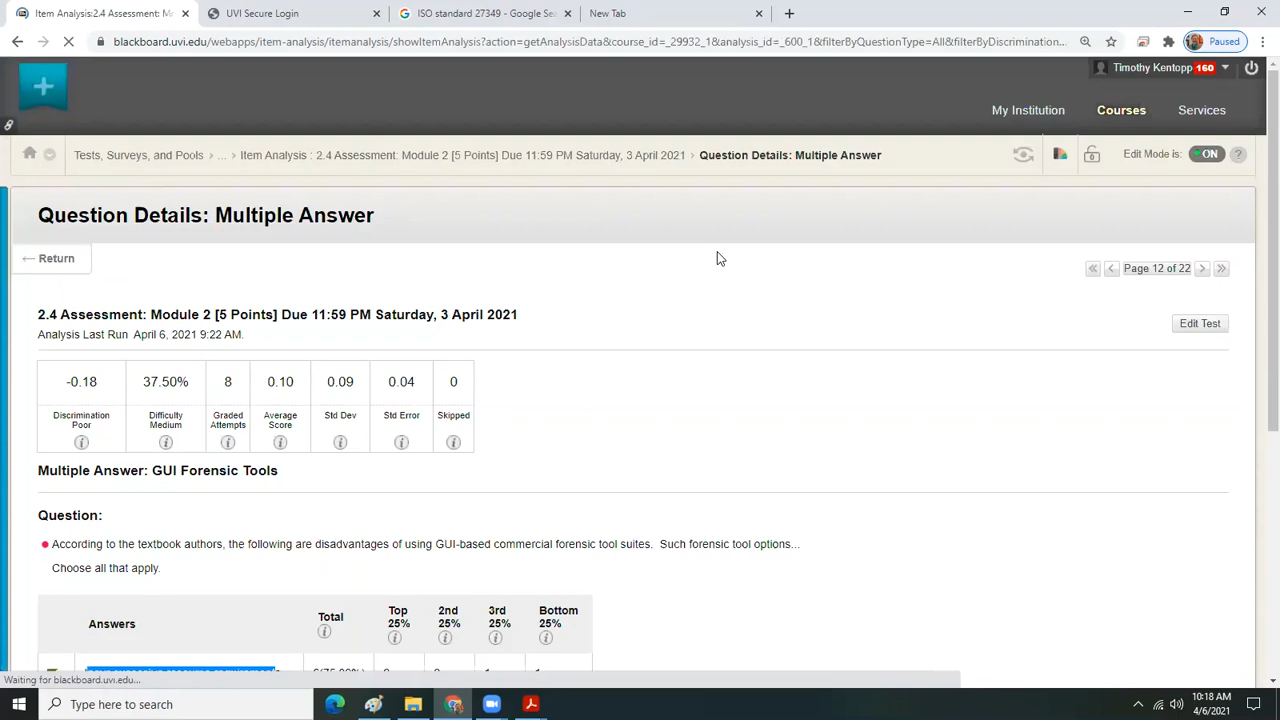 Item Analysis:2.4 Assessment: M
UVI Secure Login
ISO standard 27349 - Google Sea
New Tab
blackboard.uvi.edu/webapps/item-analysis/itemanalysis/showItemAnalysis?aname=getAnalysisData&course_id=_29932_1&analysis_id=_600_1&filterByQuestionType=All&filterByDiscrimination...
Paused
Timothy Kentopp 160
My Institution
Courses
Services
Tests, Surveys, and Pools > ... > Item Analysis : 2.4 Assessment: Module 2 [5 Points] Due 11:59 PM Saturday, 3 April 2021 > Question Details: Multiple Answer
Edit Mode is: ON ?
Question Details: Multiple Answer
← Return
Page 12 of 22
2.4 Assessment: Module 2 [5 Points] Due 11:59 PM Saturday, 3 April 2021
Analysis Last Run April 6, 2021 9:22 AM.
Edit Test
-0.18 37.50% 8 0.10 0.09 0.04 0
Discrimination Poor
Difficulty Medium
Graded Attempts
Average Score
Std Dev
Std Error
Skipped
Multiple Answer: GUI Forensic Tools
Question:
According to the textbook authors, the following are disadvantages of using GUI-based commercial forensic tool suites. Such forensic tool options...
Choose all that apply.
Answers
Total
Top 25%
2nd 25%
3rd 25%
Bottom 25%
Waiting for blackboard.uvi.edu...
Type here to search
10:18 AM
4/6/2021